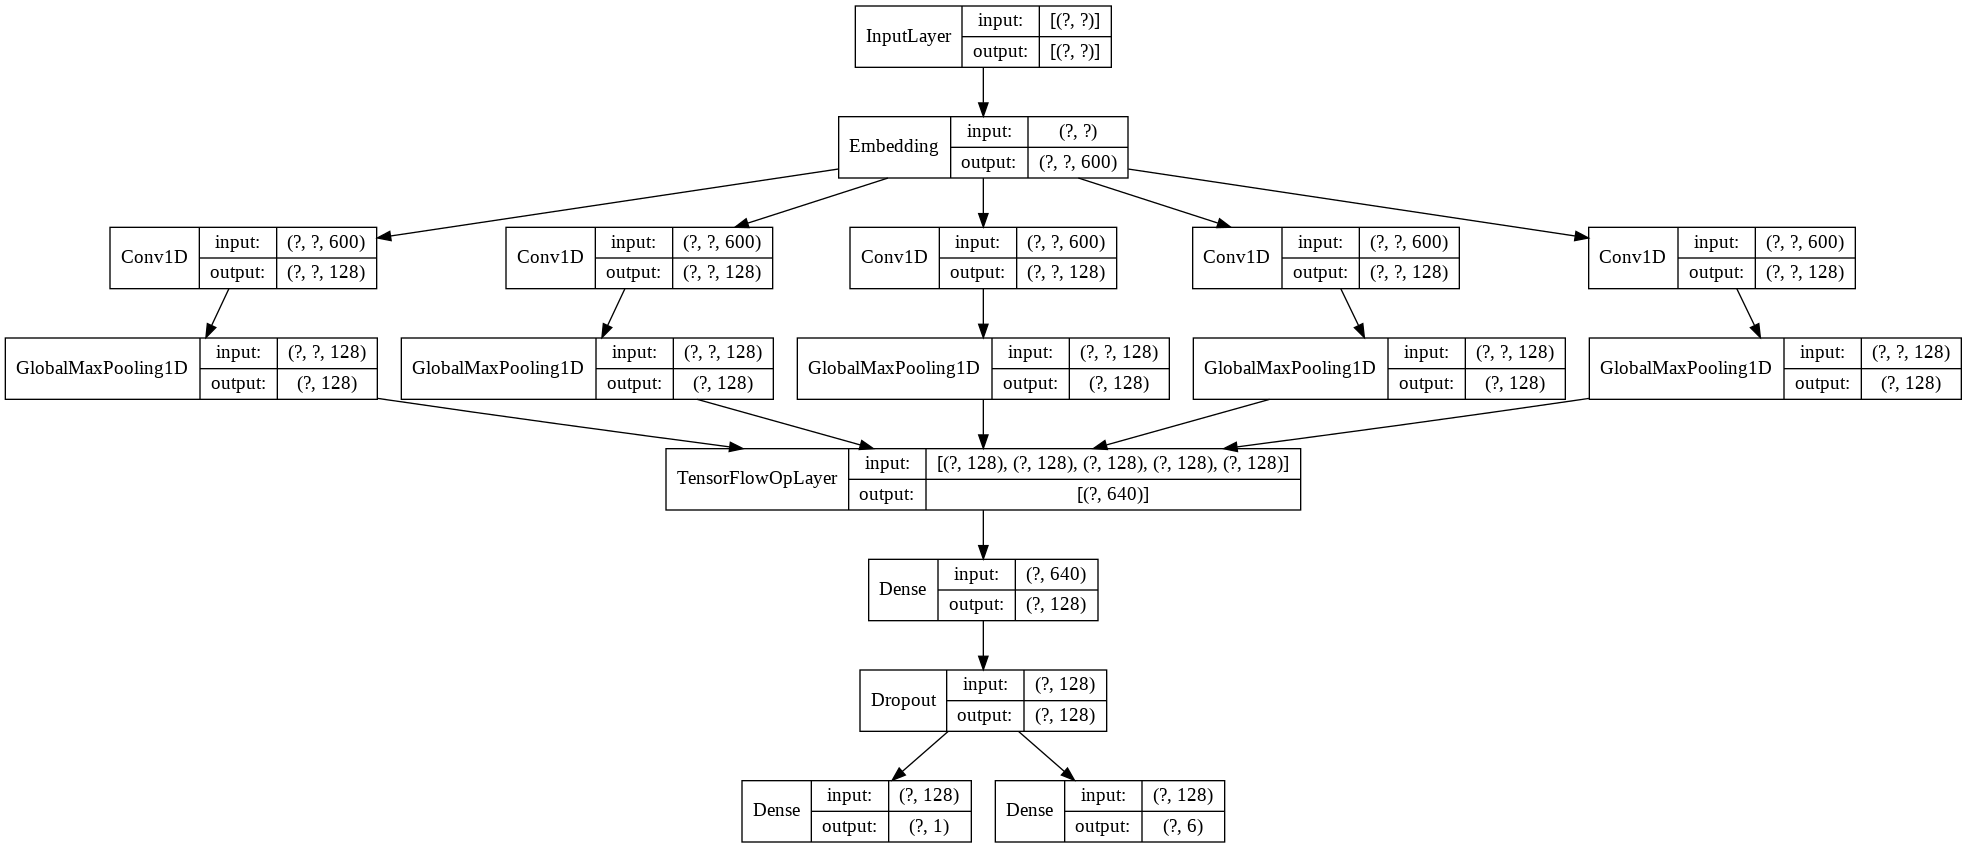 InputLayer input: [(?, ?)]
output: [(?, ?)]
Embedding input: (?, ?)
output: (?, ?, 600)
Conv1D input: (?, ?, 600)
output: (?, ?, 128)
Conv1D input: (?, ?, 600)
output: (?, ?, 128)
Conv1D input: (?, ?, 600)
output: (?, ?, 128)
Conv1D input: (?, ?, 600)
output: (?, ?, 128)
Conv1D input: (?, ?, 600)
output: (?, ?, 128)
GlobalMaxPooling1D input: (?, ?, 128)
output: (?, 128)
GlobalMaxPooling1D input: (?, ?, 128)
output: (?, 128)
GlobalMaxPooling1D input: (?, ?, 128)
output: (?, 128)
GlobalMaxPooling1D input: (?, ?, 128)
output: (?, 128)
GlobalMaxPooling1D input: (?, ?, 128)
output: (?, 128)
TensorFlowOpLayer input: [(?, 128), (?, 128), (?, 128), (?, 128), (?, 128)]
output: [(?, 640)]
Dense input: (?, 640)
output: (?, 128)
Dropout input: (?, 128)
output: (?, 128)
Dense input: (?, 128)
output: (?, 1)
Dense input: (?, 128)
output: (?, 6)